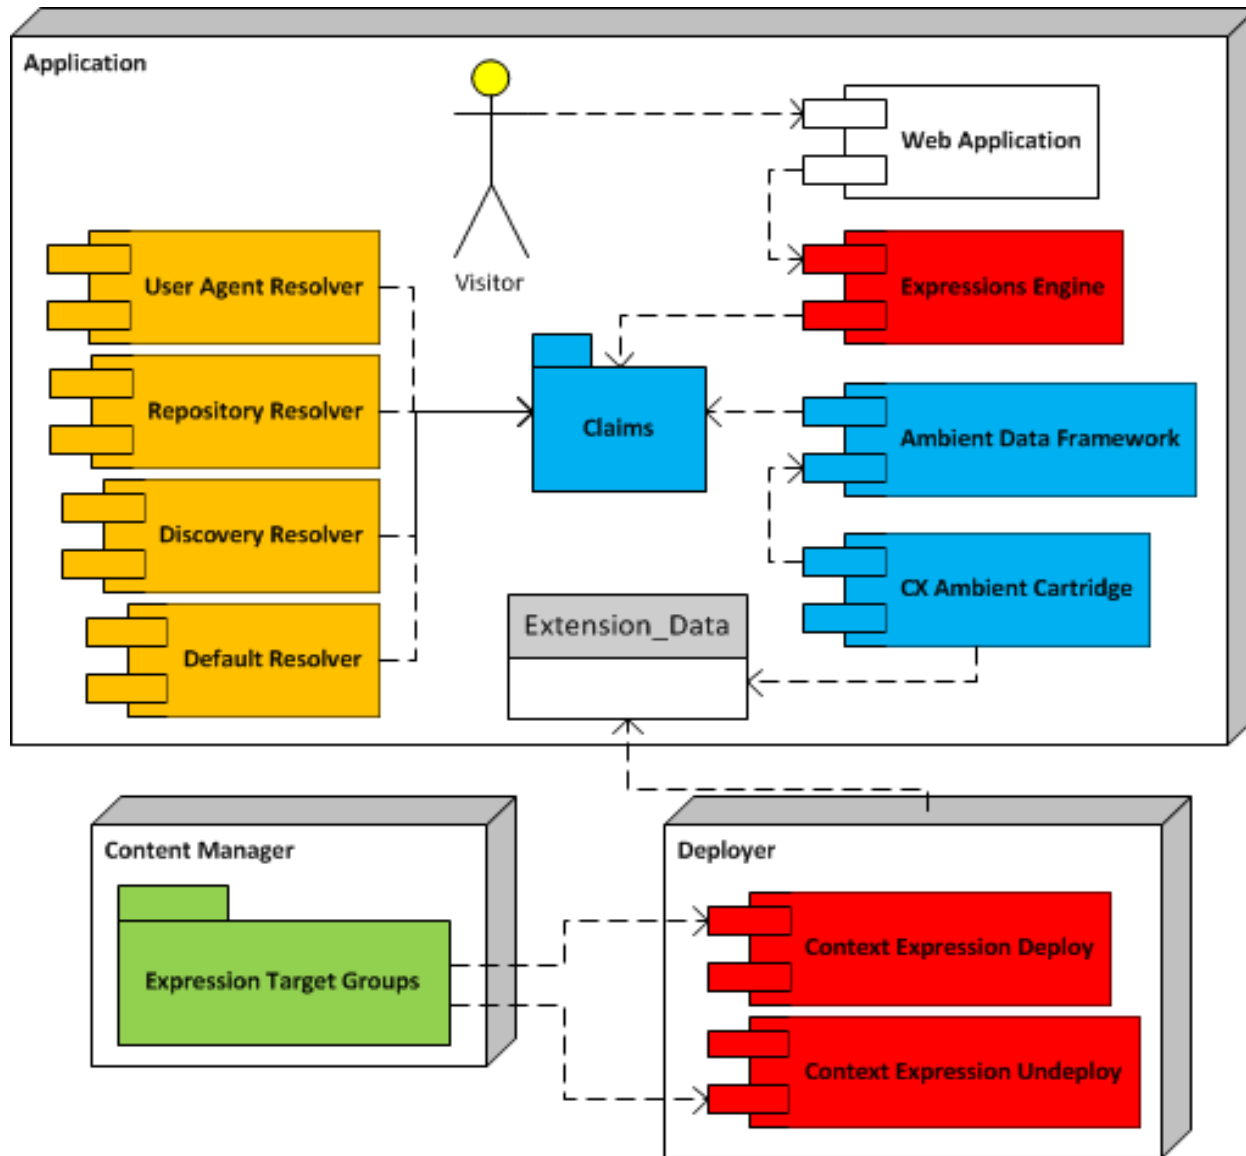 Application
Web Application
Visitor
User Agent Resolver
Expressions Engine
Repository Resolver
Claims
Ambient Data Framework
Discovery Resolver
CX Ambient Cartridge
Extension_Data
Default Resolver
Content Manager
Expression Target Groups
Deployer
Context Expression Deploy
Context Expression Undeploy